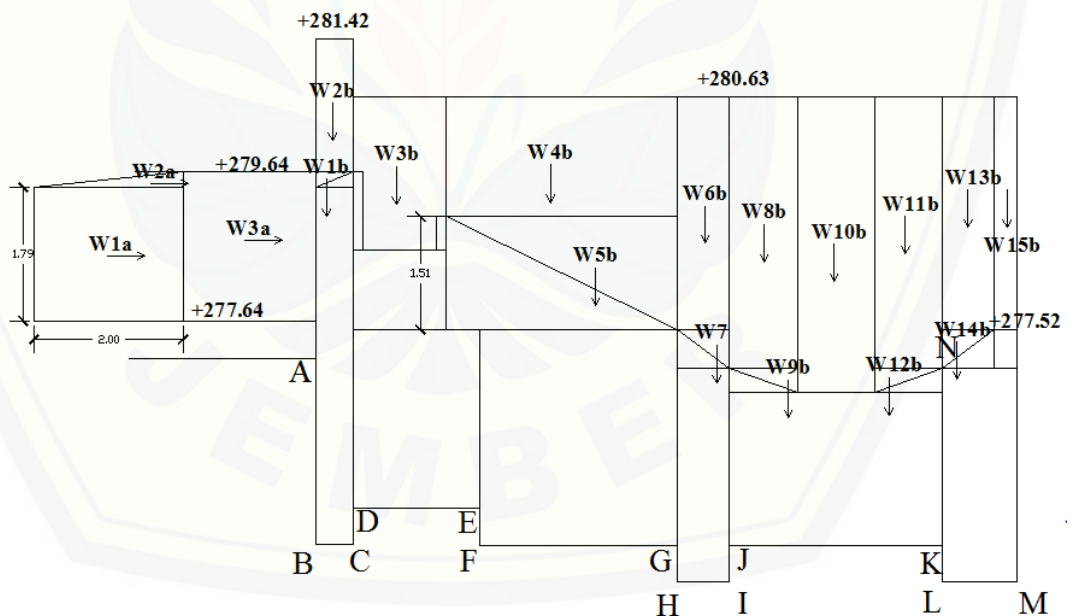 +281.42
W2b
+280.63
W2a
+279.64
W1b
W3b
W4b
W6b
W8b
W10b
W11b
W13b
W15b
1.79
W1a
W3a
1.51
W5b
+277.64
2.00
A
W7
W9b
W12b
W14b
N
+277.52
D
E
B
C
F
G
J
K
H
I
L
M
JEMBER